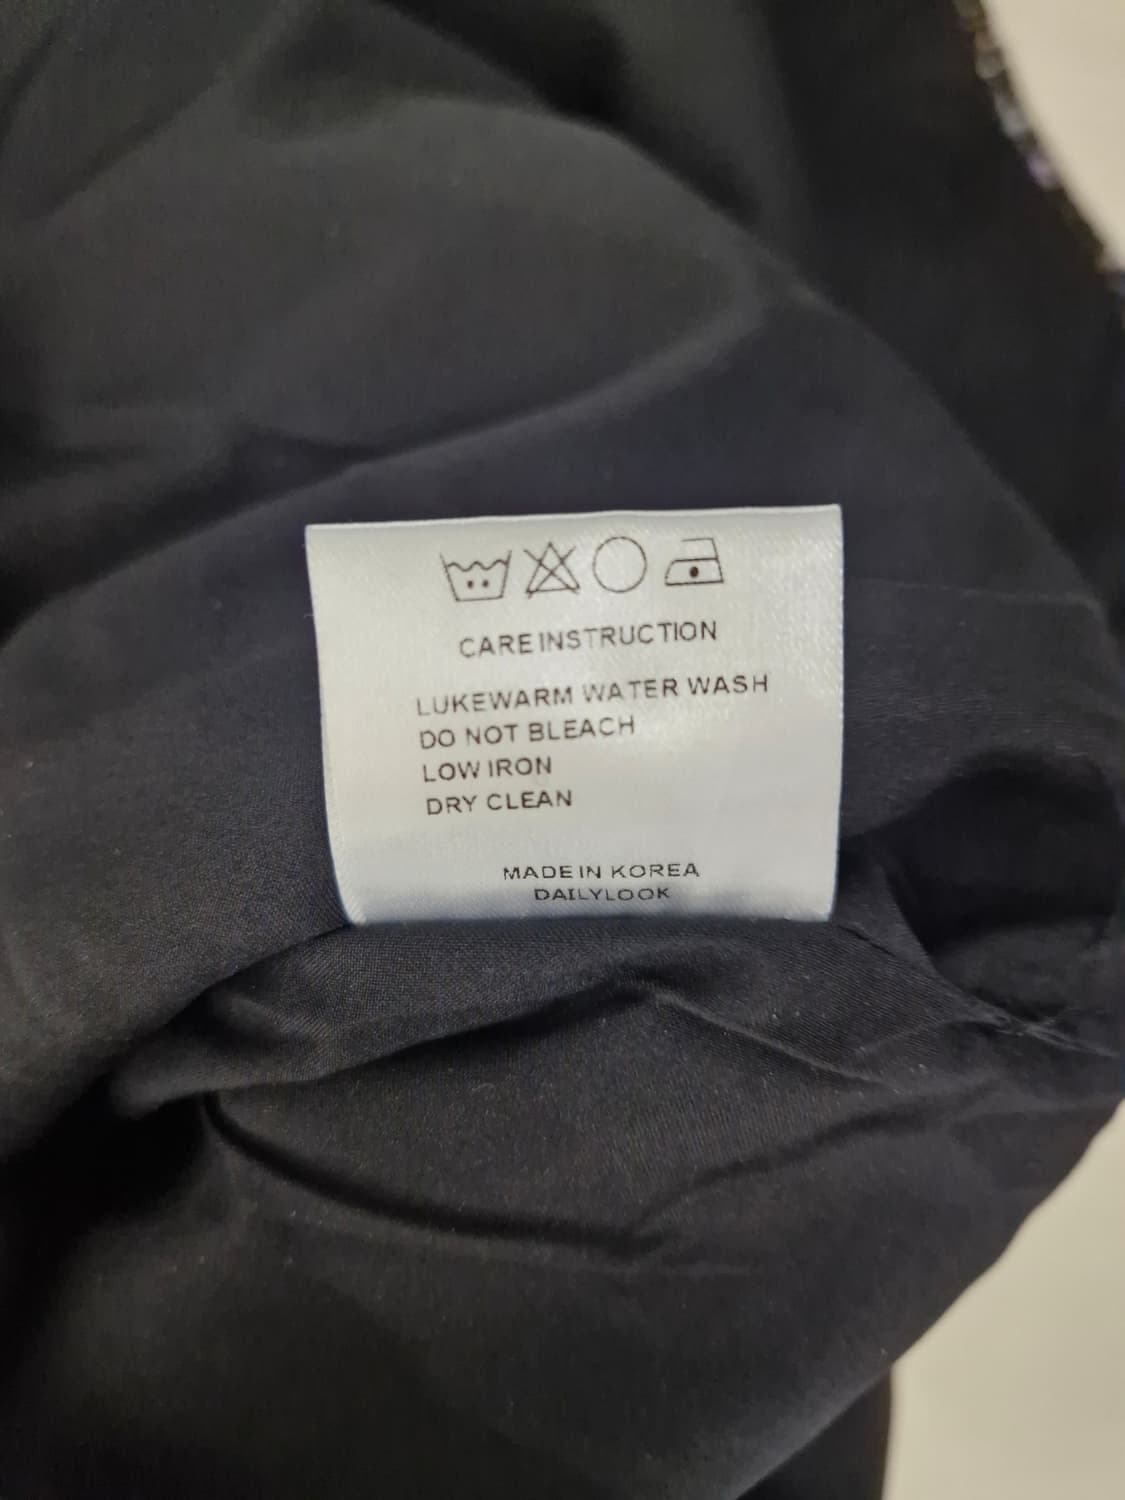 CARE INSTRUCTION
LUKEWARM WATER WASH
DO NOT BLEACH
LOW IRON
DRY CLEAN
MADE IN KOREA
DAILYLOOK